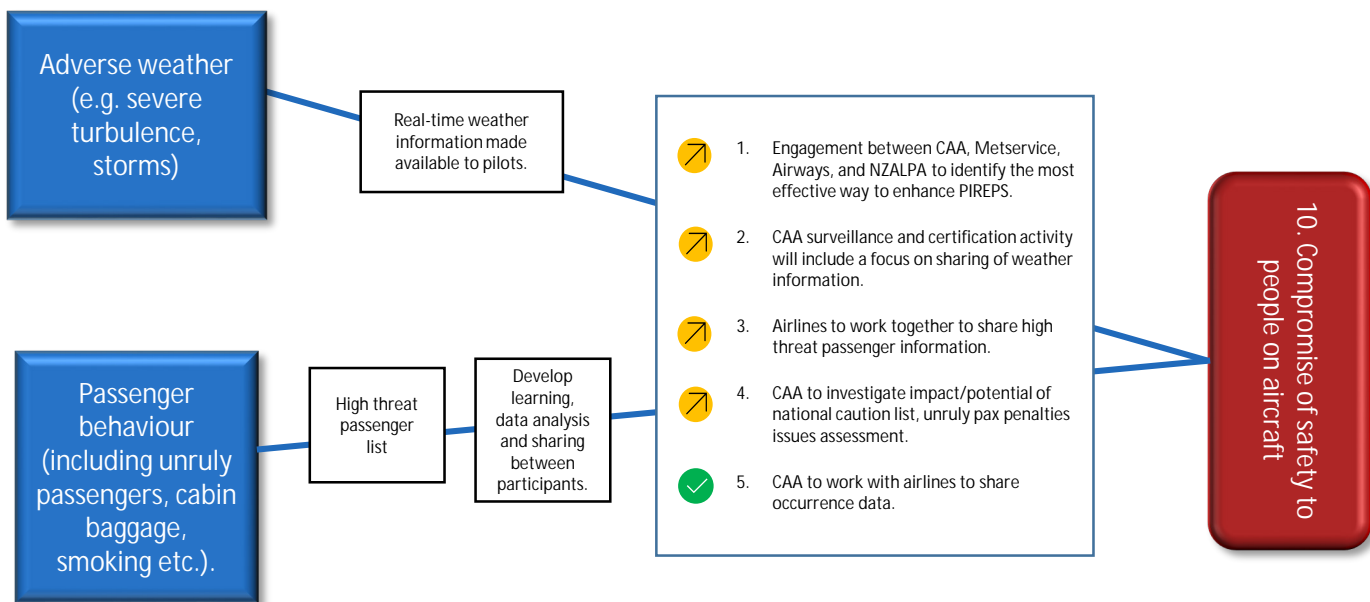 Adverse weather
(e.g. severe
turbulence,
storms)
Real-time weather
information made
available to pilots.
Passenger
behaviour
(including unruly
passengers, cabin
baggage,
smoking etc.).
High threat
passenger
list
Develop
learning,
data analysis
and sharing
between
participants.
1. Engagement between CAA, Metservice,
Airways, and NZALPA to identify the most
effective way to enhance PIREPS.
2. CAA surveillance and certification activity
will include a focus on sharing of weather
information.
3. Airlines to work together to share high
threat passenger information.
4. CAA to investigate impact/potential of
national caution list, unruly pax penalties
issues assessment.
5. CAA to work with airlines to share
occurrence data.
10. Compromise of safety to
people on aircraft